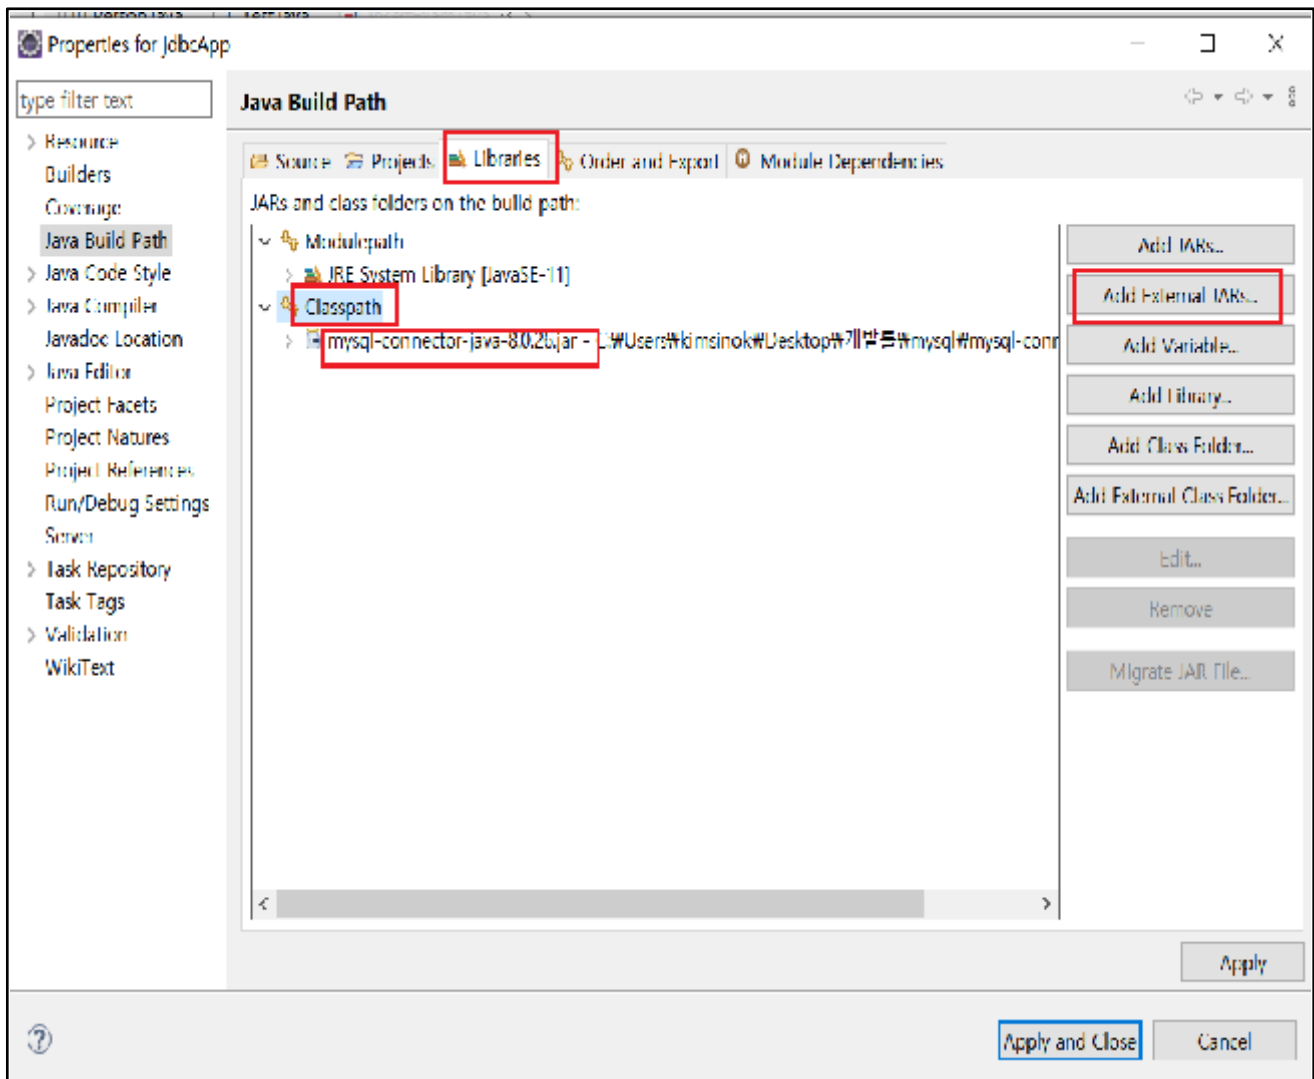 Person.java
Test.java
Properties for JdbcApp
type filter text
Java Build Path
Resource
Builders
Coverage
Java Build Path
Java Code Style
Java Compiler
Javadoc Location
Java Editor
Project Facets
Project Natures
Project References
Run/Debug Settings
Server
Task Repository
Task Tags
Validation
WikiText
Source Projects Libraries Order and Export Module Dependencies
JARs and class folders on the build path:
Modulepath
JRE System Library [JavaSE-11]
Classpath
mysql-connector-java-8.0.26.jar - C:₩Users₩kimsinok₩Desktop₩개발툴₩mysql₩mysql-conn
Add JARs...
Add External JARs...
Add Variable...
Add Library...
Add Class Folder...
Add External Class Folder...
Edit...
Remove
Migrate JAR File...
Apply
Apply and Close
Cancel